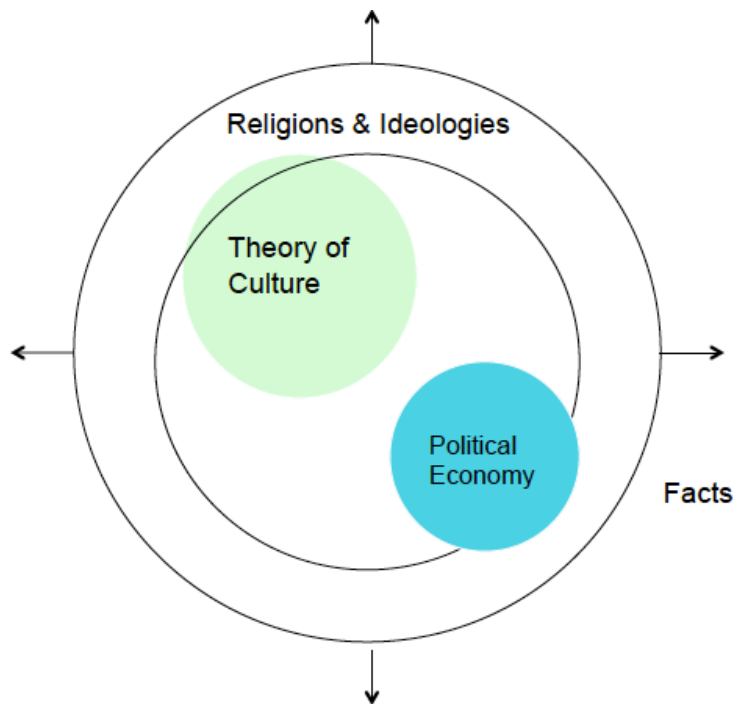 Religions & Ideologies
Theory of
Culture
Political
Economy
Facts